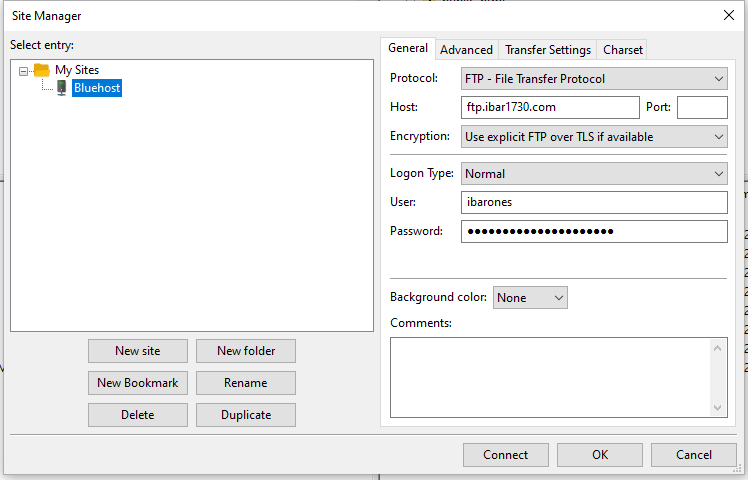 Site Manager
Select entry:
My Sites
Bluehost
New site
New folder
New Bookmark
Rename
Delete
Duplicate
General
Advanced
Transfer Settings
Charset
Protocol:
FTP - File Transfer Protocol
Host:
ftp.ibar1730.com
Port:
Encryption:
Use explicit FTP over TLS if available
Logon Type:
Normal
User:
ibarones
Password:
●●●●●●●●●●●●●●●●●●●●●
Background color:
None
Comments:
Connect
OK
Cancel